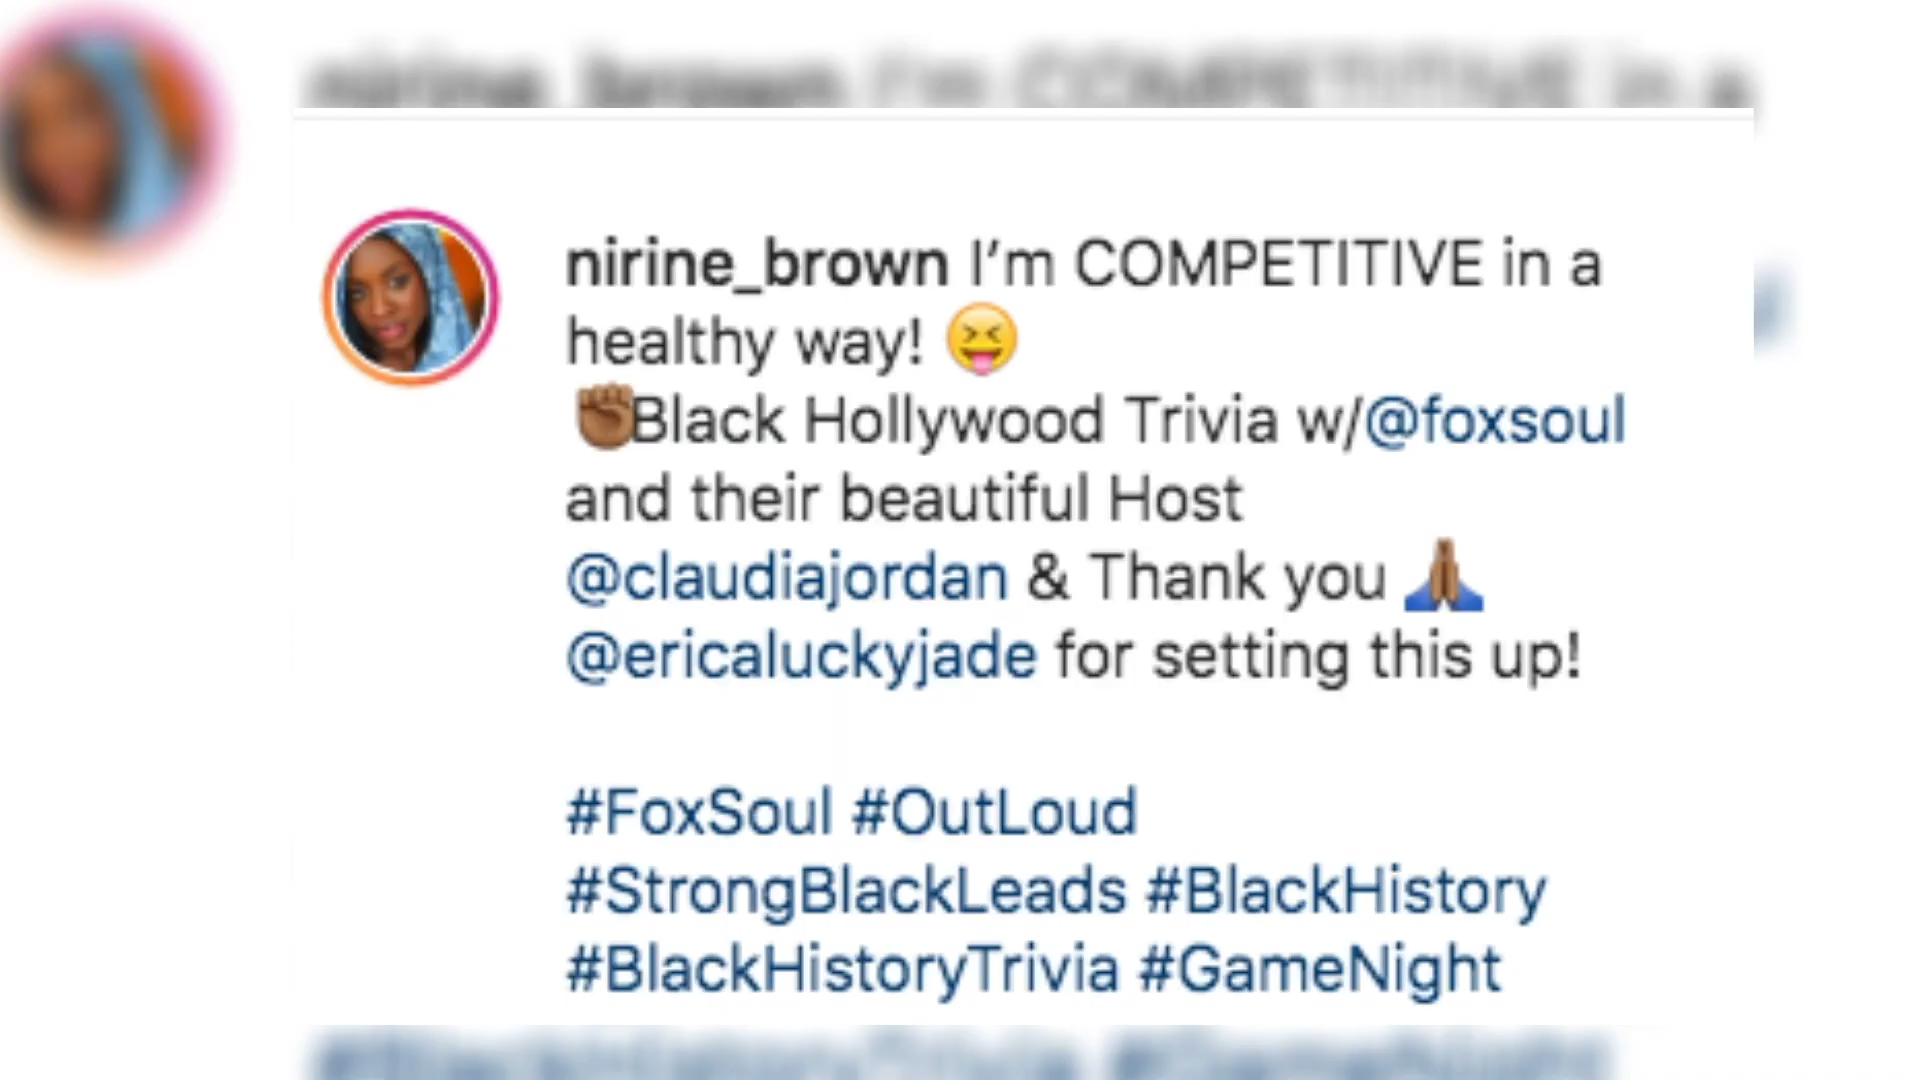 nirine_brown I’m COMPETITIVE in a
healthy way! 😝
✊🏾Black Hollywood Trivia w/@foxsoul
and their beautiful Host
@claudiajordan & Thank you 🙏🏾
@ericaluckyjade for setting this up!
#FoxSoul #OutLoud
#StrongBlackLeads #BlackHistory
#BlackHistoryTrivia #GameNight